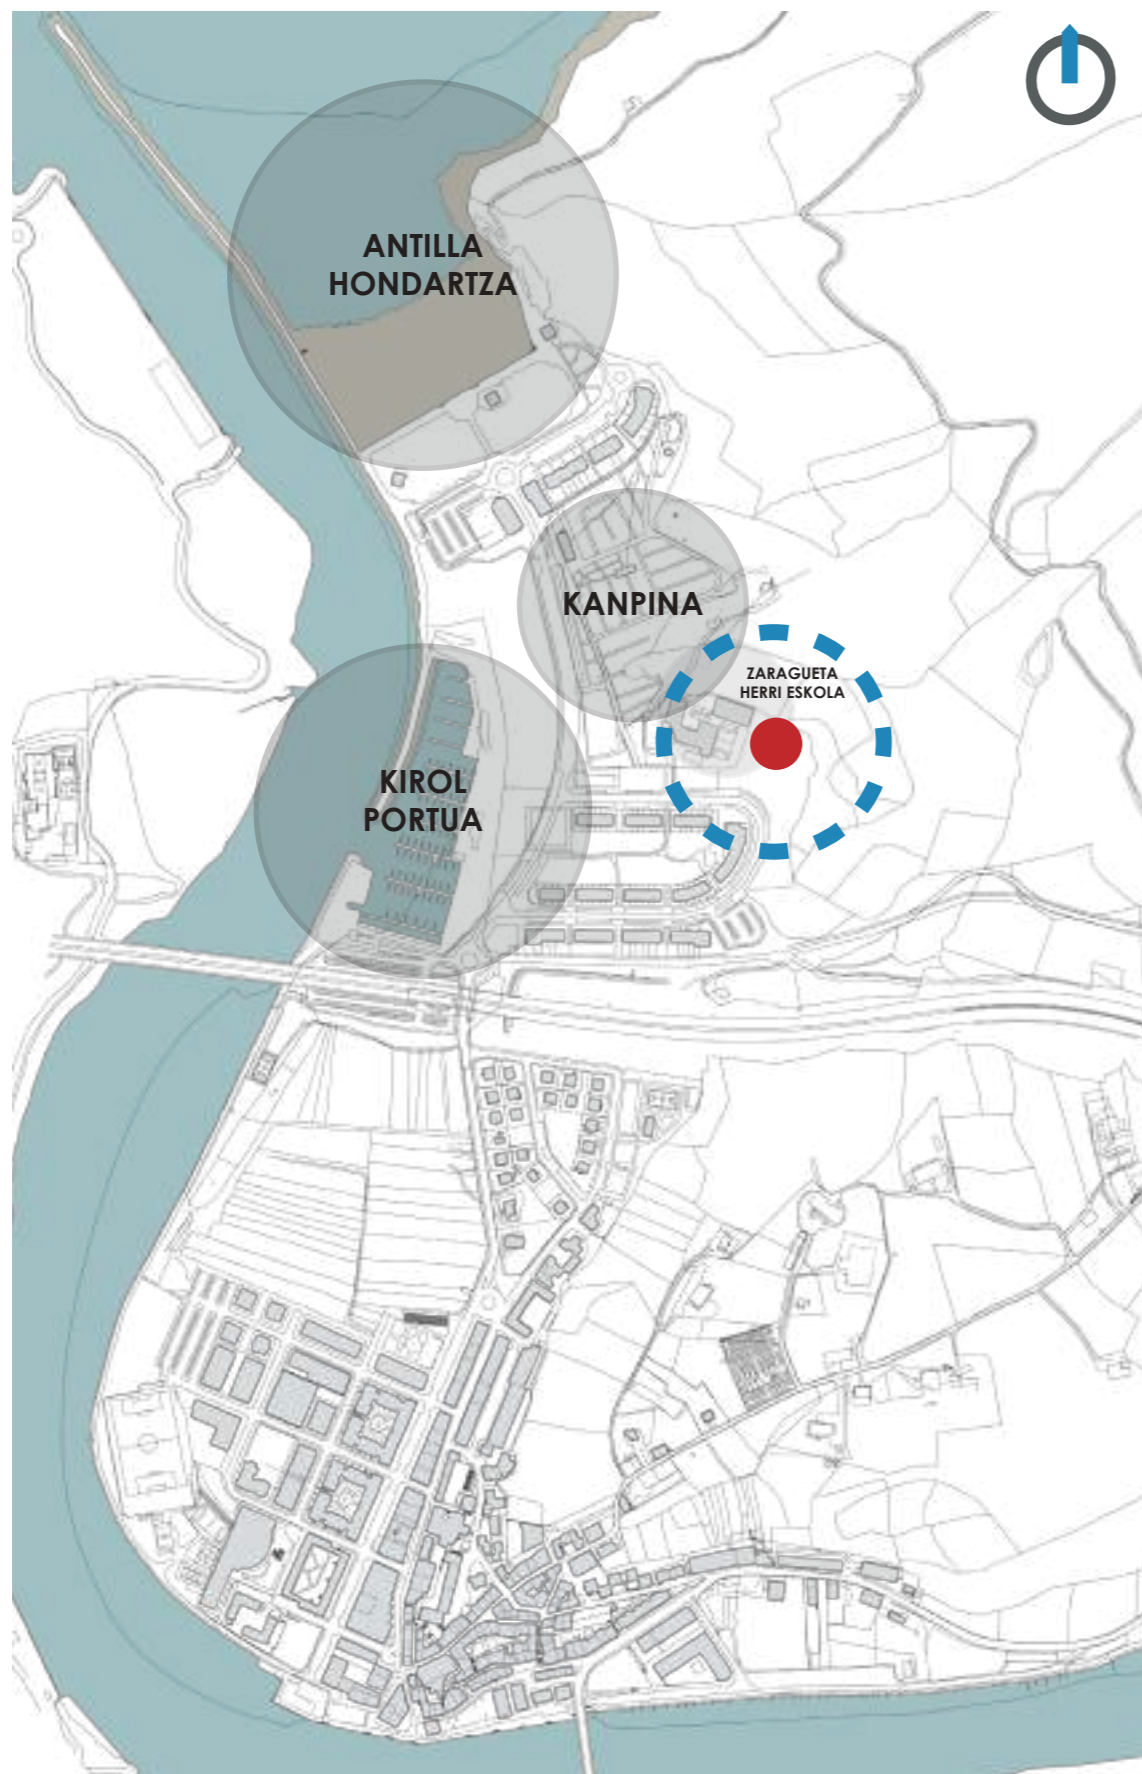 ANTILLA
HONDARTZA
KANPINA
ZARAGUETA
HERRI ESKOLA
KIROL
PORTUA